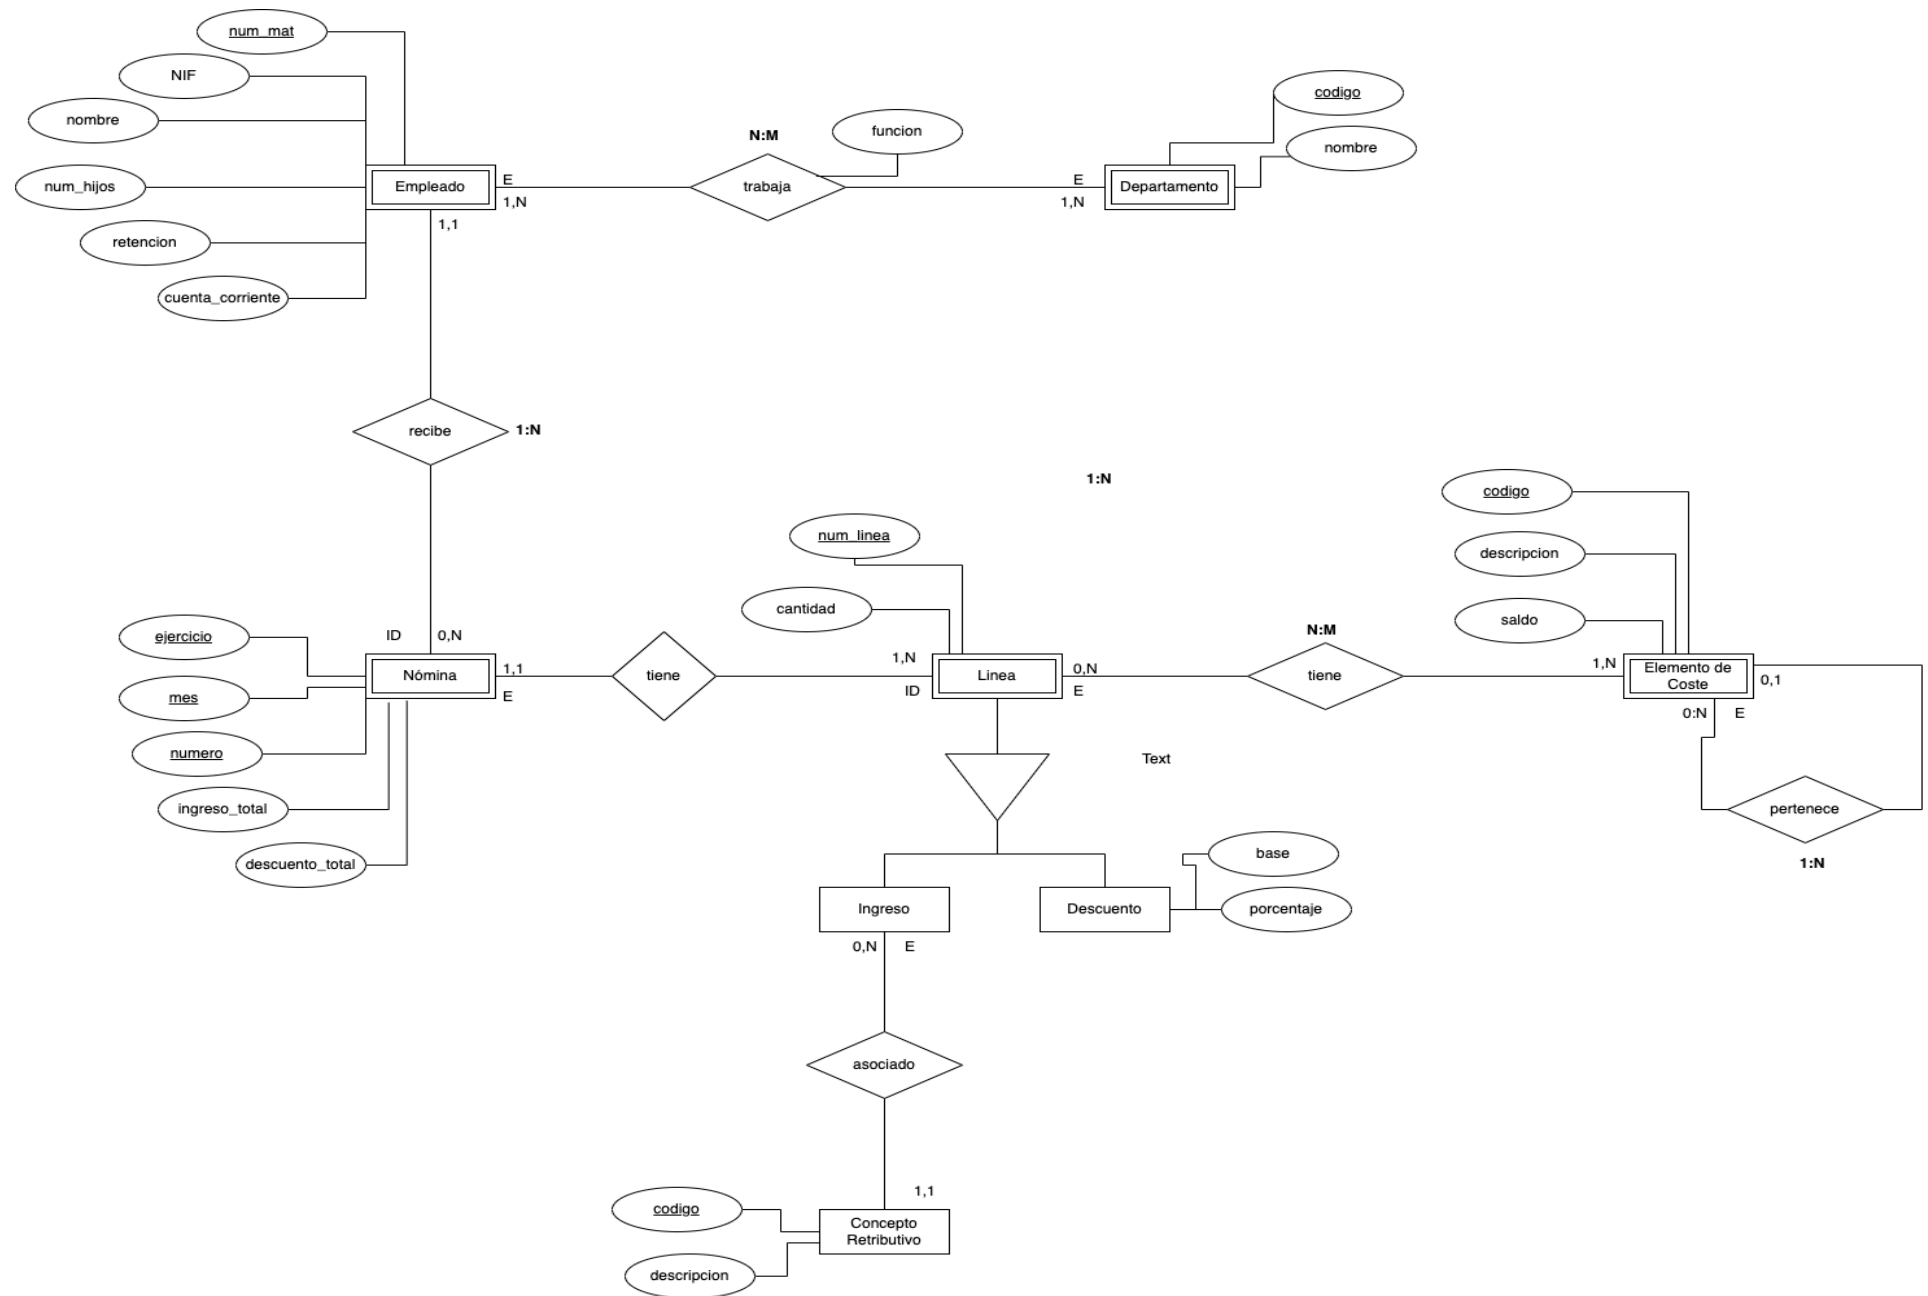 num_mat
NIF
nombre
num_hijos
retencion
cuenta_corriente
Empleado
E
1,N
1,1
N:M
trabaja
funcion
E
1,N
Departamento
codigo
nombre
recibe
1:N
1:N
ejercicio
mes
numero
ingreso_total
descuento_total
ID
0,N
Nómina
1,1
E
tiene
num_linea
cantidad
1,N
ID
Linea
0,N
E
N:M
tiene
codigo
descripcion
saldo
1,N
Elemento de
Coste
0,1
0:N
E
pertenece
1:N
Text
Ingreso
Descuento
base
porcentaje
0,N
E
asociado
1,1
codigo
descripcion
Concepto
Retributivo